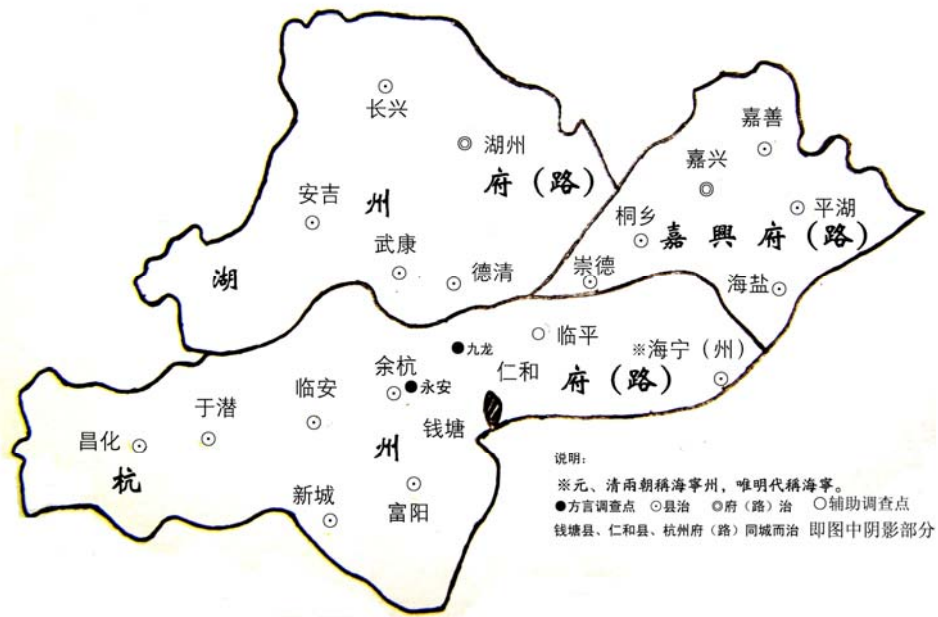 嘉善
长兴
湖州
嘉兴
府（路）
安吉
州
桐乡
平湖
嘉興府（路）
武康
湖
德清
崇德
海盐
九龙
临平
※海宁（州）
余杭
永安
仁和
府（路）
临安
于潜
钱塘
昌化
州
杭
新城
富阳
说明：
※元、清兩朝稱海寧州，唯明代稱海寧。
●方言调查点 ⊙县治 ◎府（路）治 ○辅助调查点
钱塘县、仁和县、杭州府（路）同城而治 即图中阴影部分